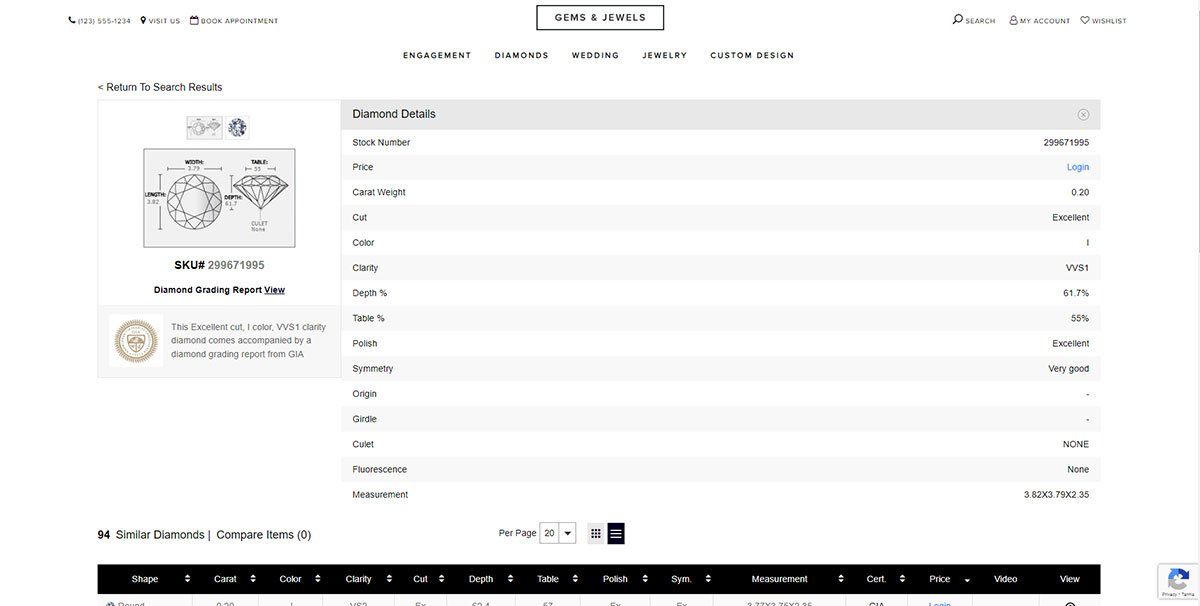 (123) 555-1234 VISIT US BOOK APPOINTMENT
GEMS & JEWELS
SEARCH MY ACCOUNT WISHLIST
ENGAGEMENT DIAMONDS WEDDING JEWELRY CUSTOM DESIGN
< Return To Search Results
WIDTH:
3.79
TABLE:
55
LENGTH:
3.82
DEPTH:
61.7
CULET
None
SKU# 299671995
Diamond Grading Report View
This Excellent cut, I color, VVS1 clarity
diamond comes accompanied by a
diamond grading report from GIA
Diamond Details
Stock Number 299671995
Price Login
Carat Weight 0.20
Cut Excellent
Color I
Clarity VVS1
Depth % 61.7%
Table % 55%
Polish Excellent
Symmetry Very good
Origin -
Girdle -
Culet NONE
Fluorescence None
Measurement 3.82X3.79X2.35
94 Similar Diamonds | Compare Items (0)
Per Page 20
Shape Carat Color Clarity Cut Depth Table Polish Sym. Measurement Cert. Price Video View
Round 0.20 I VS2 Ex 62.4 57 Ex Ex 3.77X3.75X2.35 GIA Login
Privacy - Terms